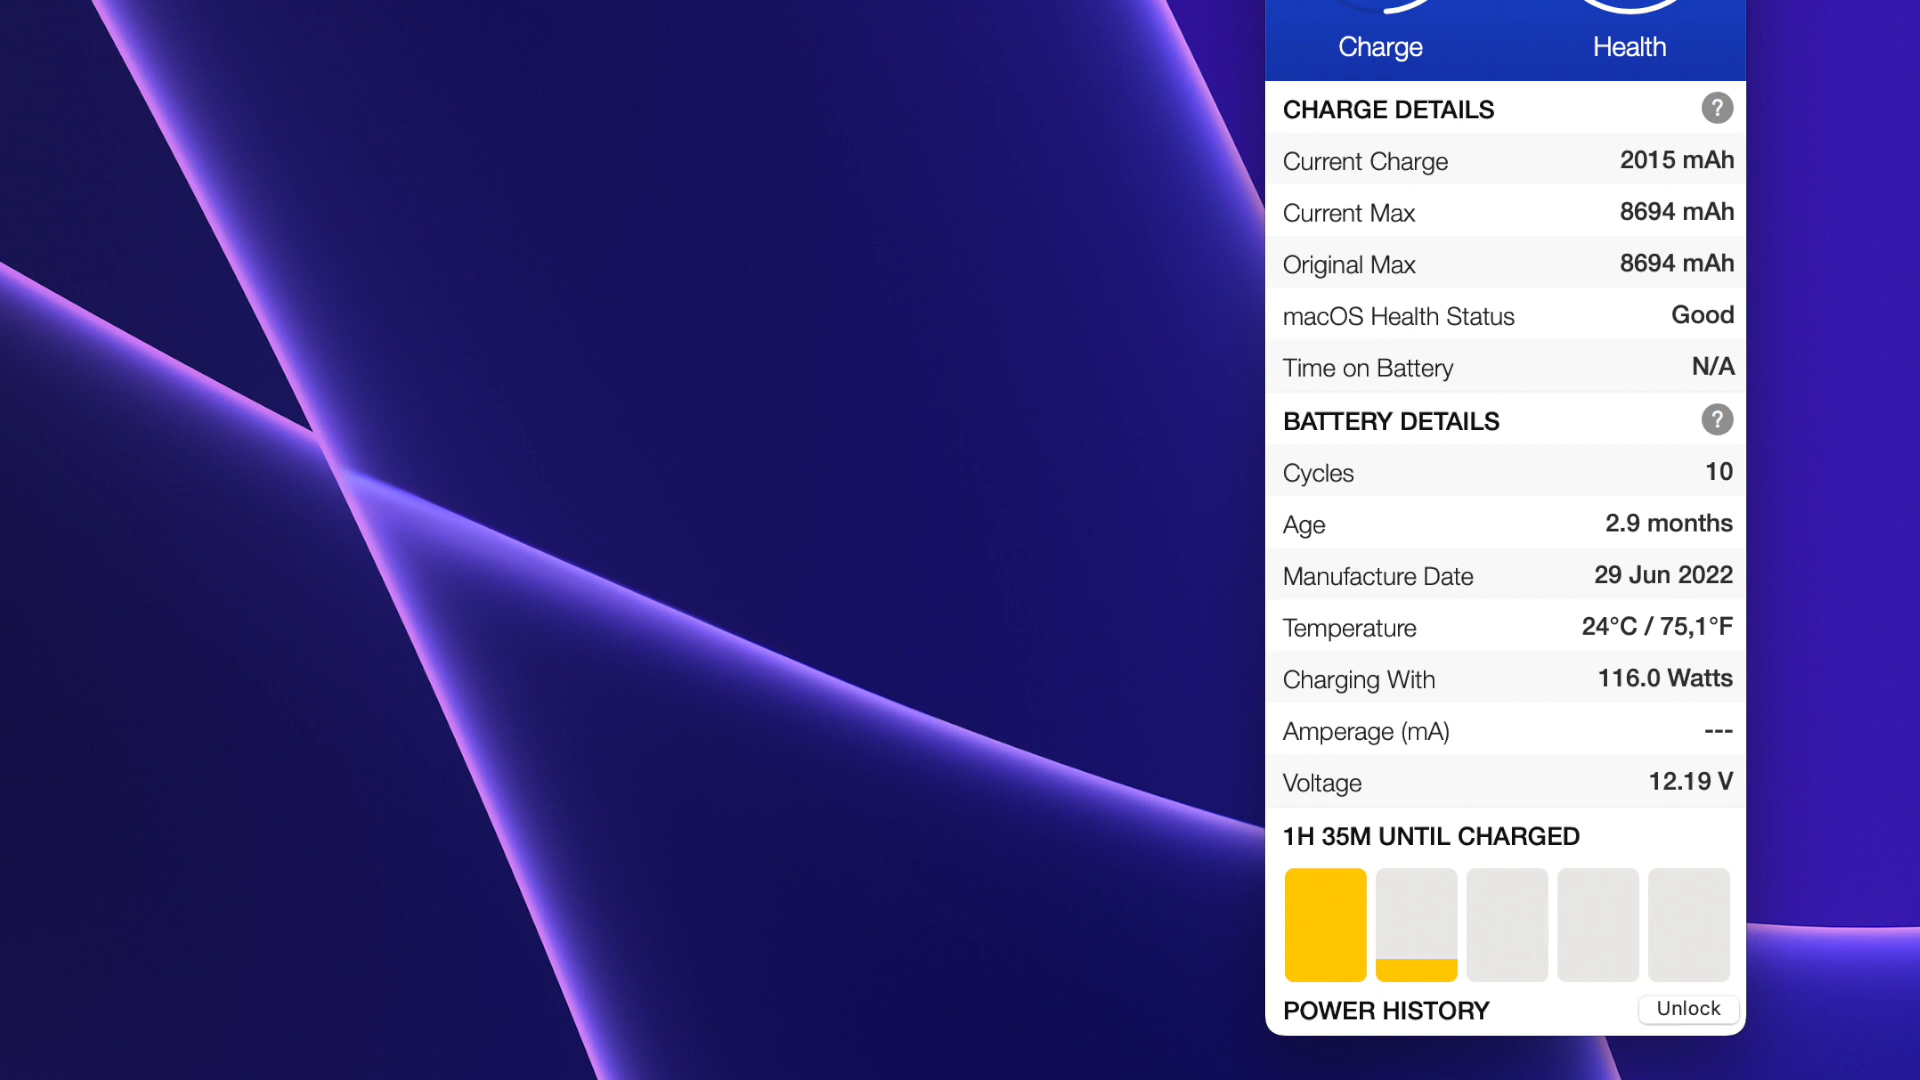 Charge Health
CHARGE DETAILS ?
Current Charge 2015 mAh
Current Max 8694 mAh
Original Max 8694 mAh
macOS Health Status Good
Time on Battery N/A
BATTERY DETAILS ?
Cycles 10
Age 2.9 months
Manufacture Date 29 Jun 2022
Temperature 24°C / 75,1°F
Charging With 116.0 Watts
Amperage (mA) ---
Voltage 12.19 V
1H 35M UNTIL CHARGED
POWER HISTORY Unlock